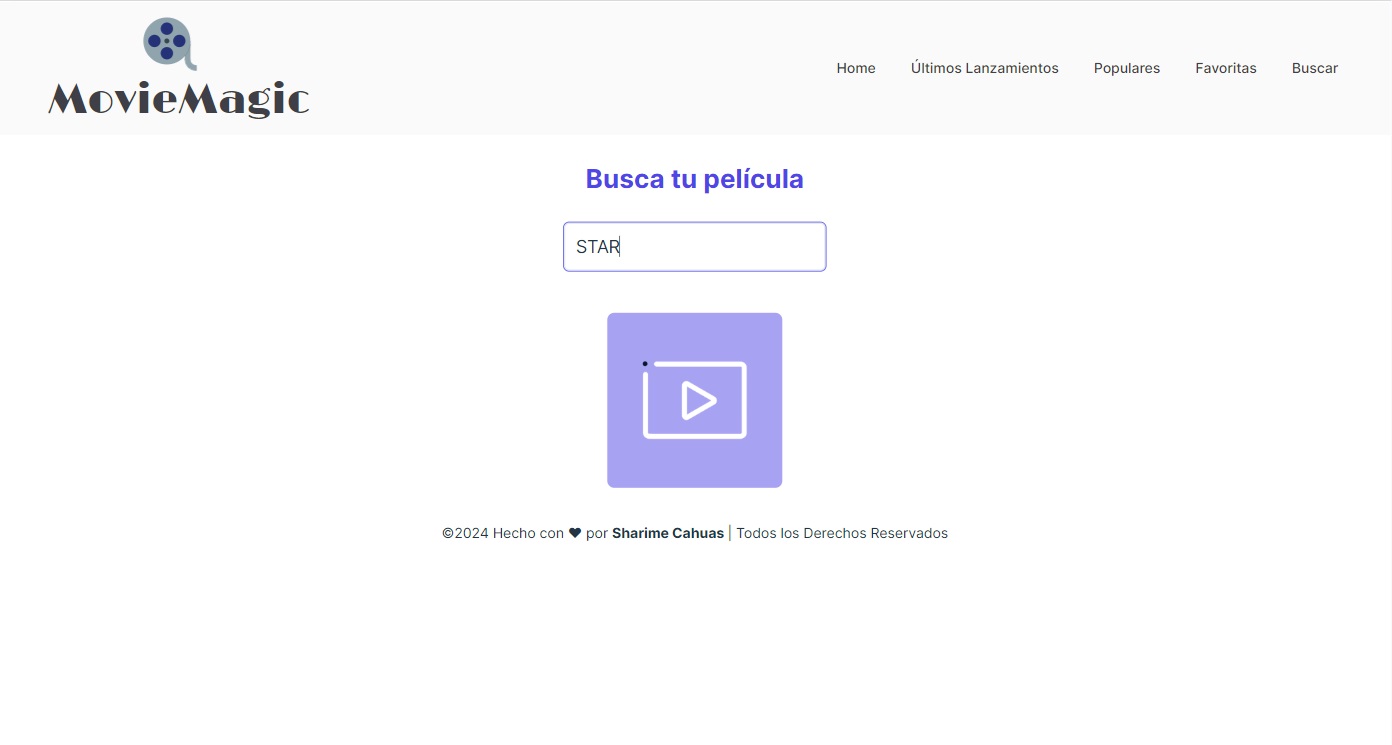 MovieMagic
Home Últimos Lanzamientos Populares Favoritas Buscar
Busca tu película
STAR
©2024 Hecho con ♥ por Sharime Cahuas | Todos los Derechos Reservados